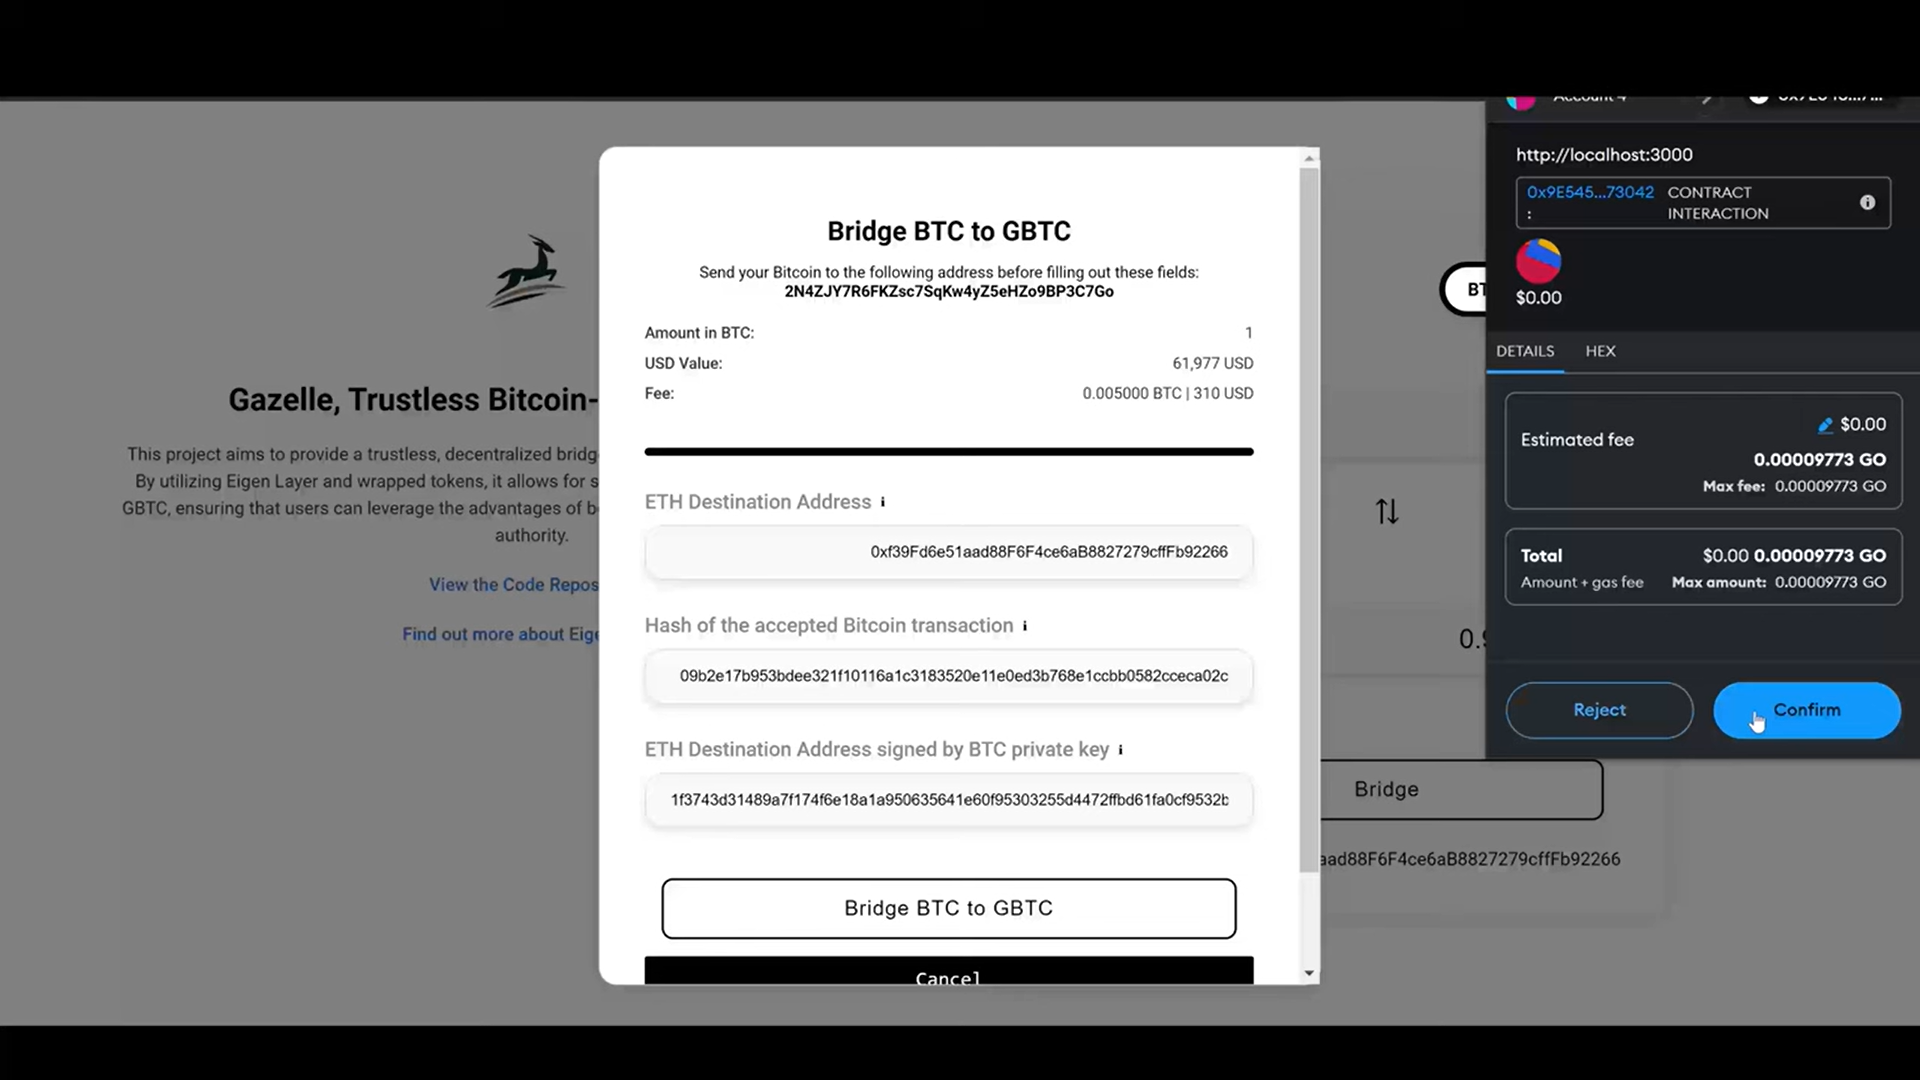 Bridge BTC to GBTC
Send your Bitcoin to the following address before filling out these fields:
2N4ZJY7R6FKZsc7SqKw4yZ5eHZo9BP3C7Go
Amount in BTC: 1
USD Value: 61,977 USD
Fee: 0.005000 BTC | 310 USD
ETH Destination Address i
0xf39Fd6e51aad88F6F4ce6aB8827279cffFb92266
Hash of the accepted Bitcoin transaction i
09b2e17b953bdee321f10116a1c3183520e11e0ed3b768e1ccbb0582cceca02c
ETH Destination Address signed by BTC private key i
1f3743d31489a7f174f6e18a1a950635641e60f95303255d4472ffbd61fa0cf9532b
Bridge BTC to GBTC
Cancel
Gazelle, Trustless Bitcoin-
This project aims to provide a trustless, decentralized bridg
By utilizing Eigen Layer and wrapped tokens, it allows for s
GBTC, ensuring that users can leverage the advantages of b
authority.
View the Code Repos
Find out more about Eige
BT
0.9
Bridge
aad88F6F4ce6aB8827279cffFb92266
Account 4
http://localhost:3000
0x9E545...73042 CONTRACT
: INTERACTION
$0.00
DETAILS HEX
$0.00
Estimated fee
0.00009773 GO
Max fee: 0.00009773 GO
Total $0.00 0.00009773 GO
Amount + gas fee Max amount: 0.00009773 GO
Reject Confirm